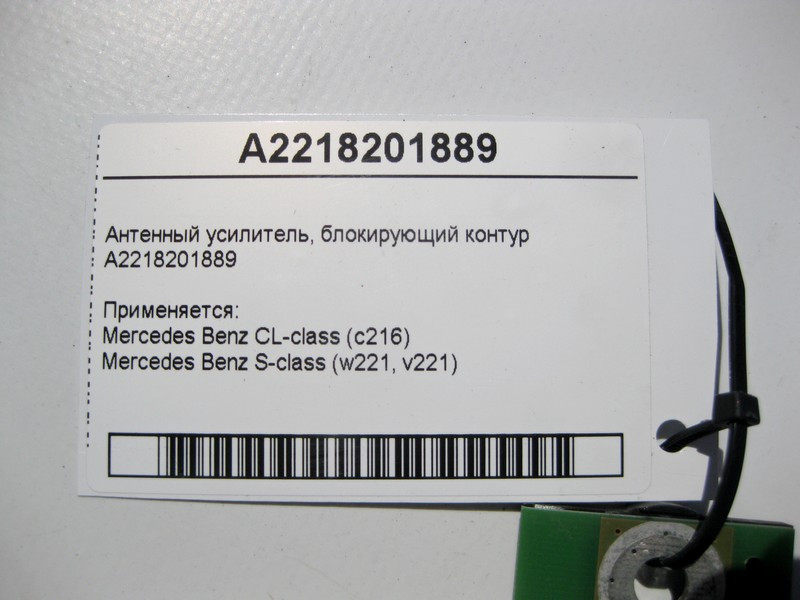 A2218201889
Антенный усилитель, блокирующий контур
A2218201889
Применяется:
Mercedes Benz CL-class (c216)
Mercedes Benz S-class (w221, v221)